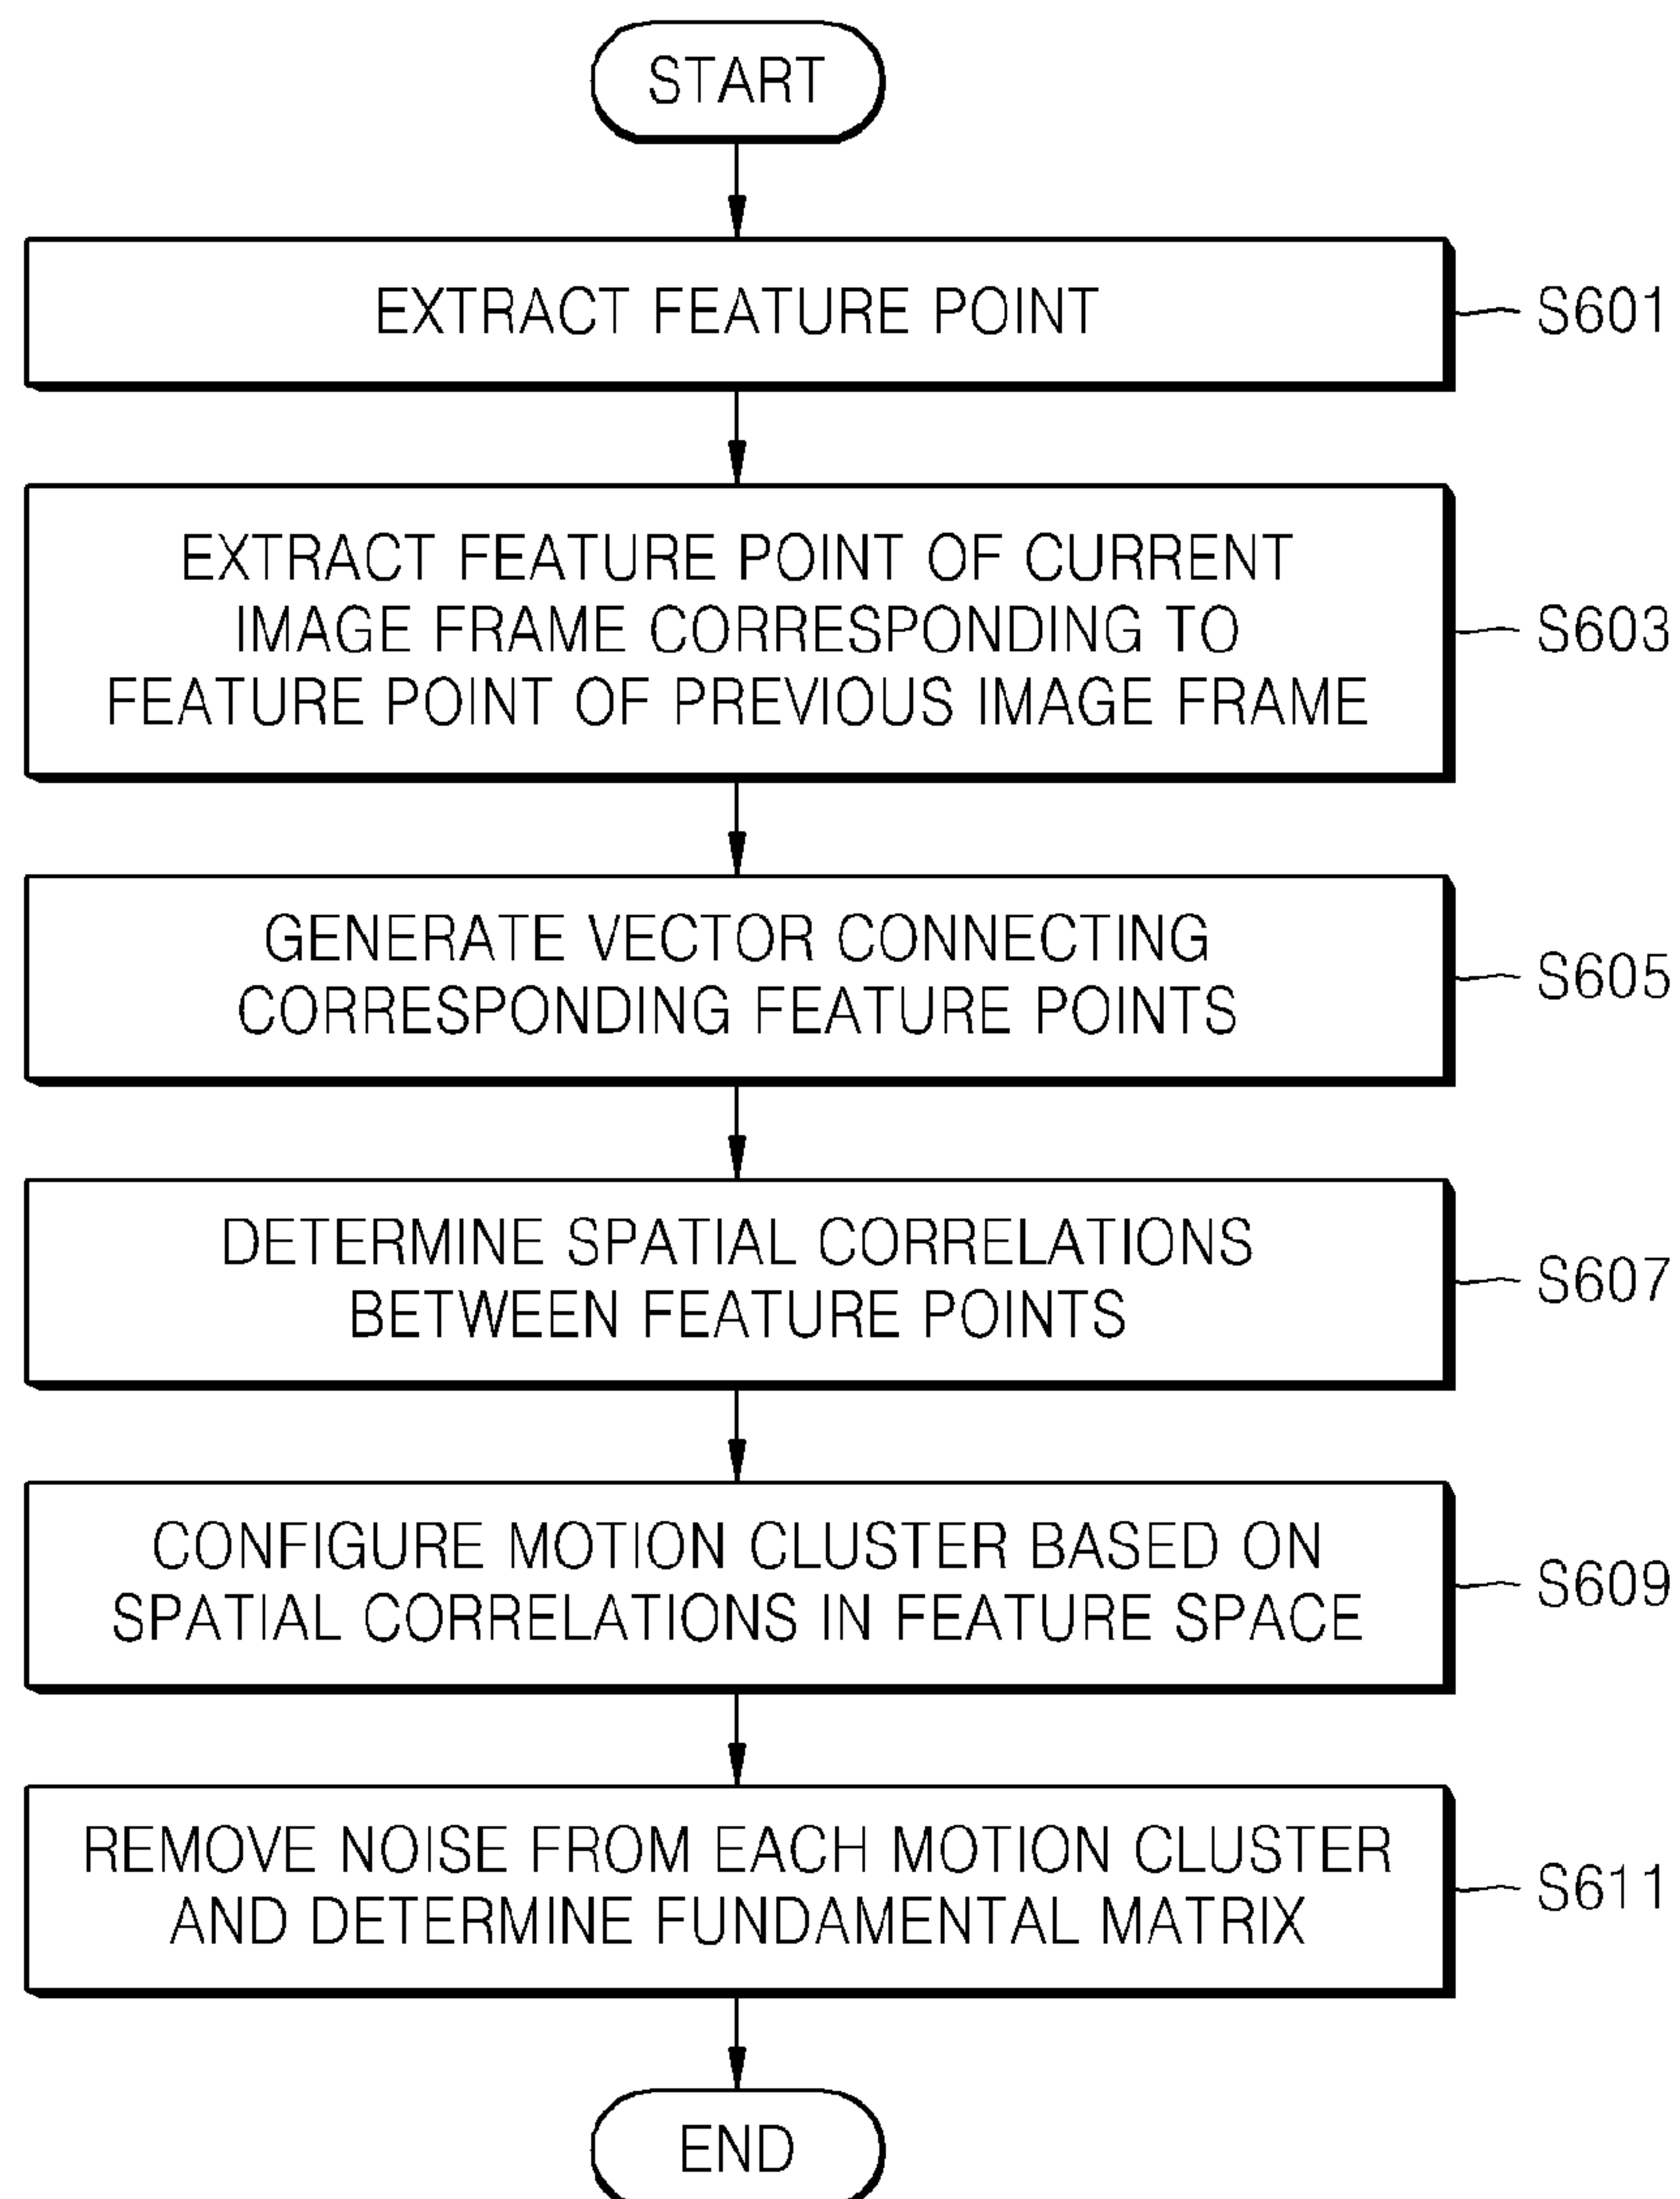 START
EXTRACT FEATURE POINT
S601
EXTRACT FEATURE POINT OF CURRENT
IMAGE FRAME CORRESPONDING TO
FEATURE POINT OF PREVIOUS IMAGE FRAME
S603
GENERATE VECTOR CONNECTING
CORRESPONDING FEATURE POINTS
S605
DETERMINE SPATIAL CORRELATIONS
BETWEEN FEATURE POINTS
S607
CONFIGURE MOTION CLUSTER BASED ON
SPATIAL CORRELATIONS IN FEATURE SPACE
S609
REMOVE NOISE FROM EACH MOTION CLUSTER
AND DETERMINE FUNDAMENTAL MATRIX
S611
END